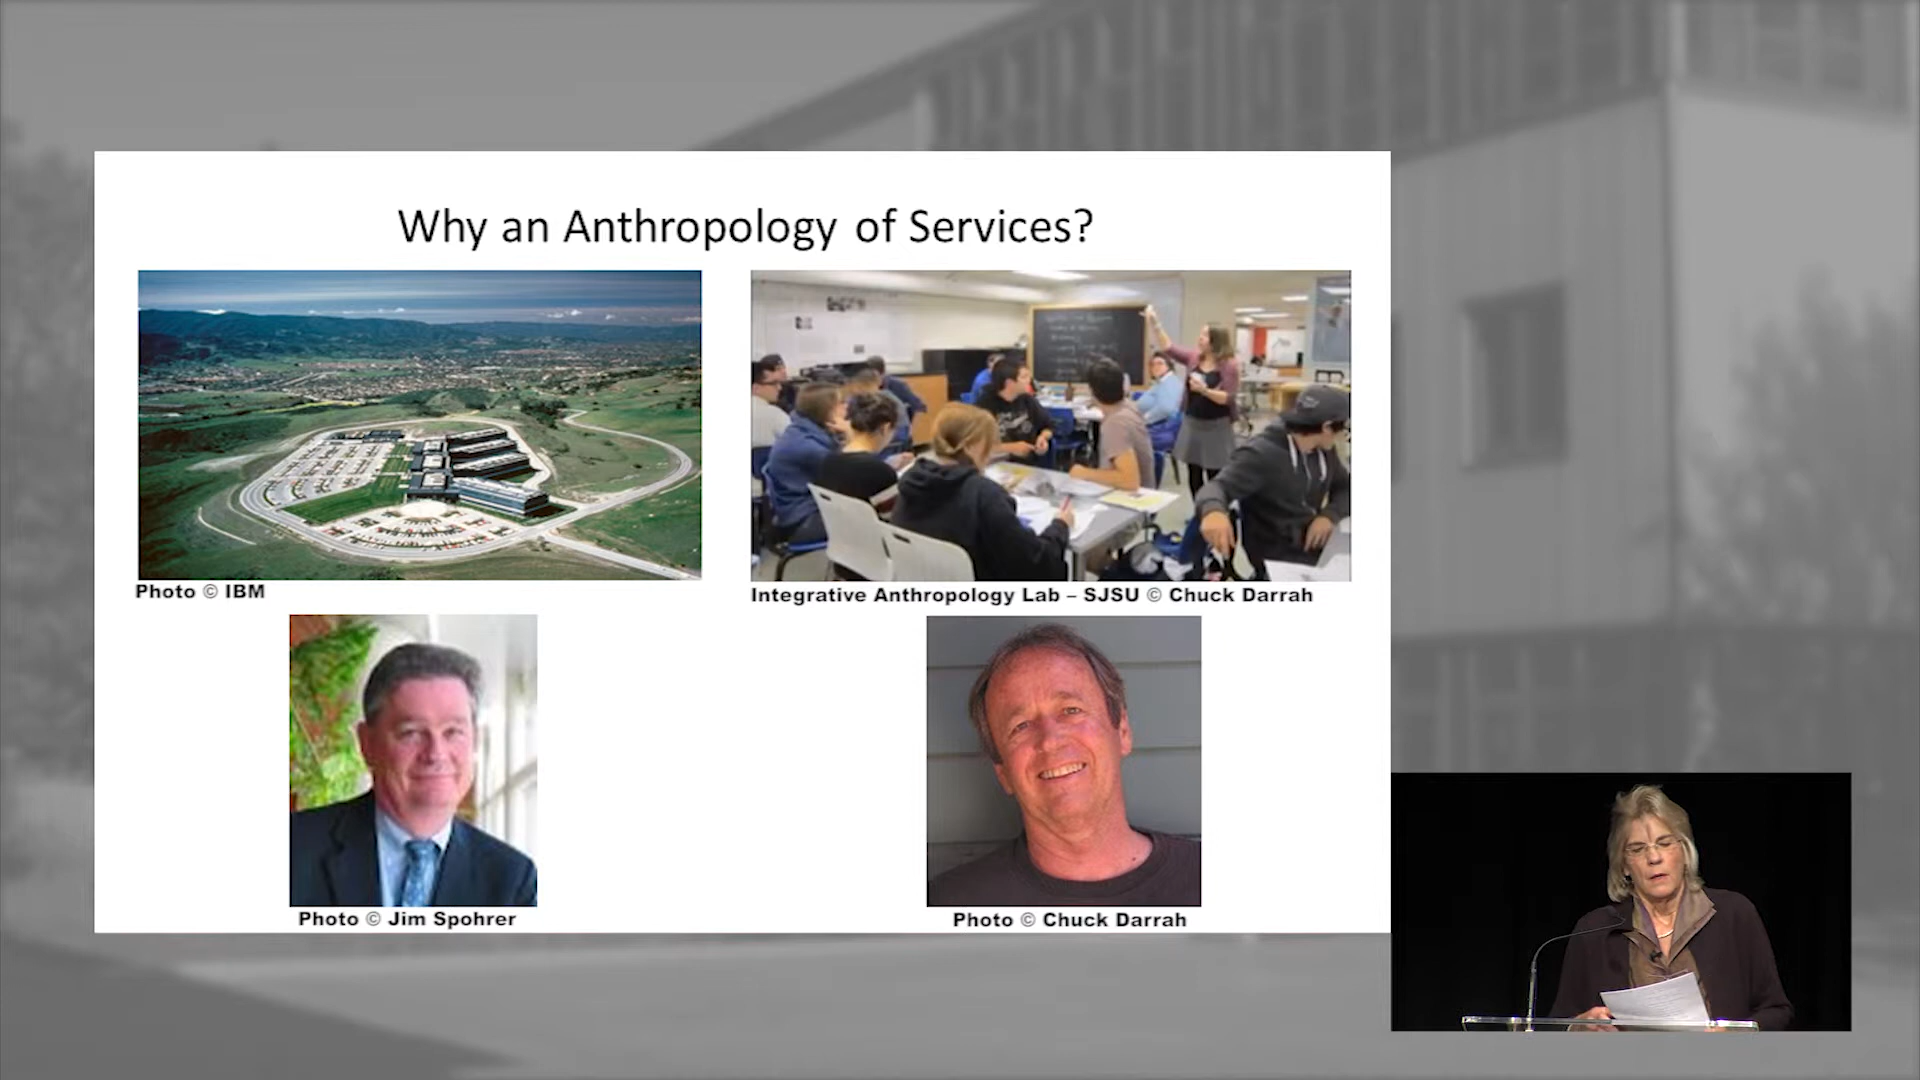 Why an Anthropology of Services?
Photo © IBM
Integrative Anthropology Lab – SJSU © Chuck Darrah
Photo © Jim Spohrer
Photo © Chuck Darrah